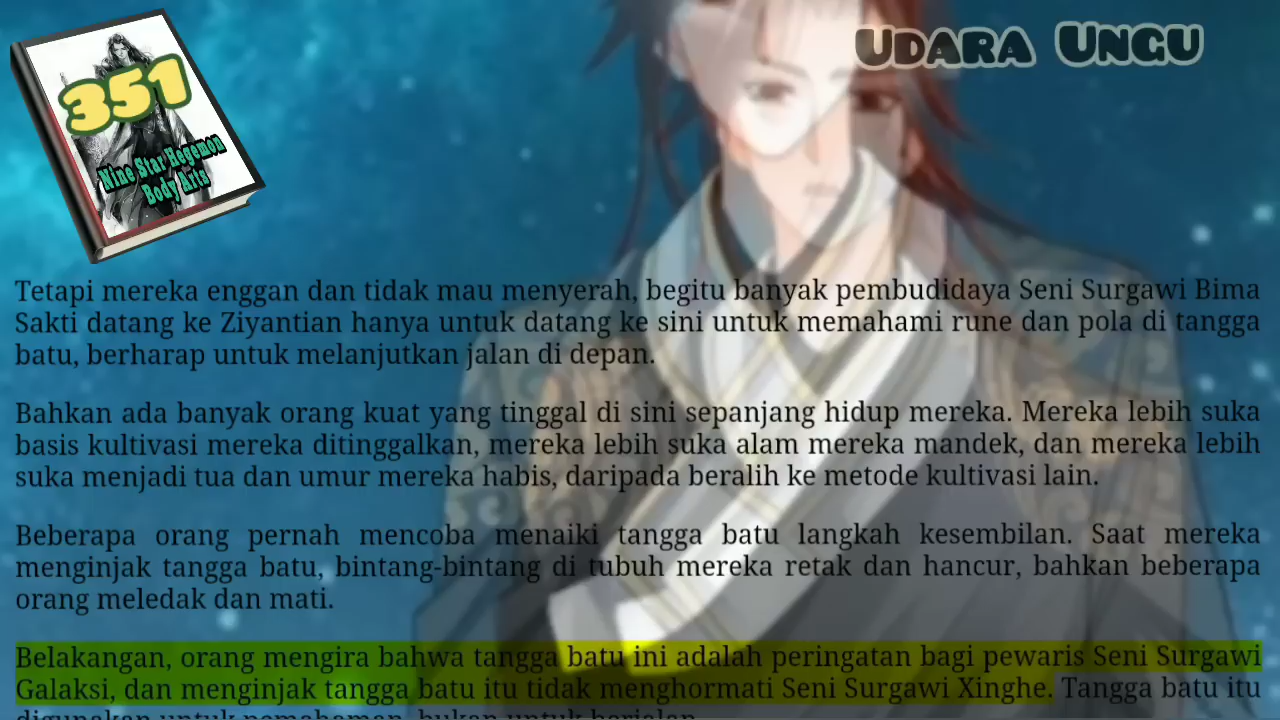 351
Nine Star Hegemon
Body Arts
Udara Ungu
Tetapi mereka enggan dan tidak mau menyerah, begitu banyak pembudidaya Seni Surgawi Bima
Sakti datang ke Ziyantian hanya untuk datang ke sini untuk memahami rune dan pola di tangga
batu, berharap untuk melanjutkan jalan di depan.
Bahkan ada banyak orang kuat yang tinggal di sini sepanjang hidup mereka. Mereka lebih suka
basis kultivasi mereka ditinggalkan, mereka lebih suka alam mereka mandek, dan mereka lebih
suka menjadi tua dan umur mereka habis, daripada beralih ke metode kultivasi lain.
Beberapa orang pernah mencoba menaiki tangga batu langkah kesembilan. Saat mereka
menginjak tangga batu, bintang-bintang di tubuh mereka retak dan hancur, bahkan beberapa
orang meledak dan mati.
Belakangan, orang mengira bahwa tangga batu ini adalah peringatan bagi pewaris Seni Surgawi
Galaksi, dan menginjak tangga batu itu tidak menghormati Seni Surgawi Xinghe. Tangga batu itu
digunakan untuk pemahaman, bukan untuk berjalan.